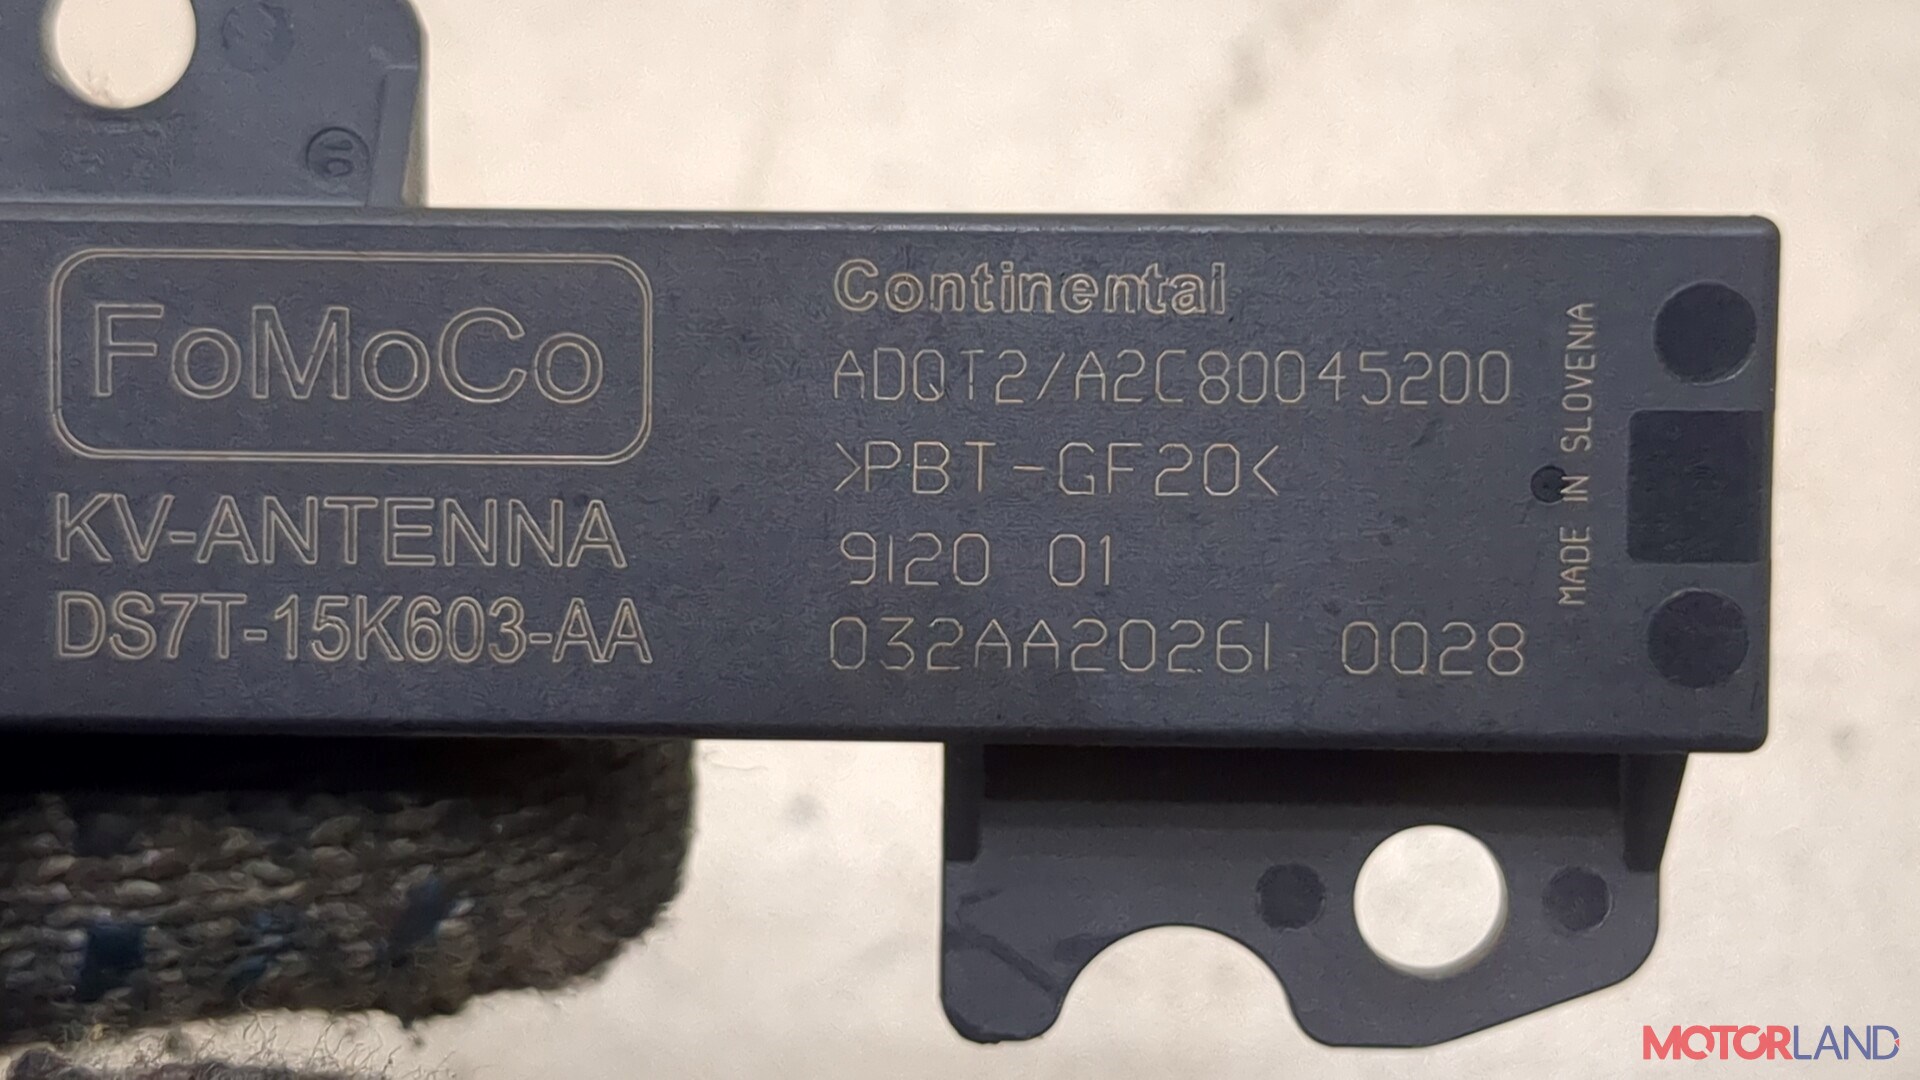 10
FoMoCo
KV-ANTENNA
DS7T-15K603-AA
Continental
ADQT2/A2C80045200
>PBT-GF20<
9120 01
032AA20261 0028
MADE IN SLOVENIA
MOTORLAND